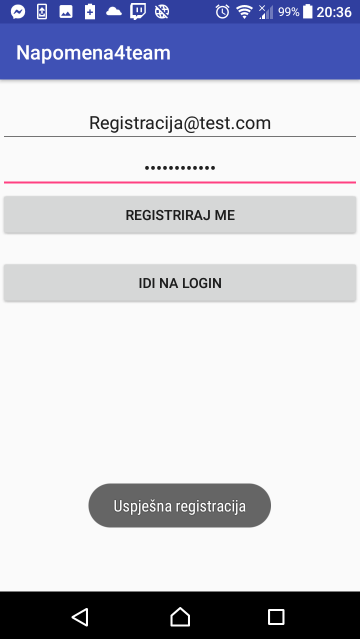 99% 20:36
Napomena4team
Registracija@test.com
••••••••••••
REGISTRIRAJ ME
IDI NA LOGIN
Uspješna registracija